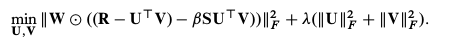 min_{U,V} ‖W ⊙ ((R − U^⊤V) − βSU^⊤V))‖_F^2 + λ(‖U‖_F^2 + ‖V‖_F^2).